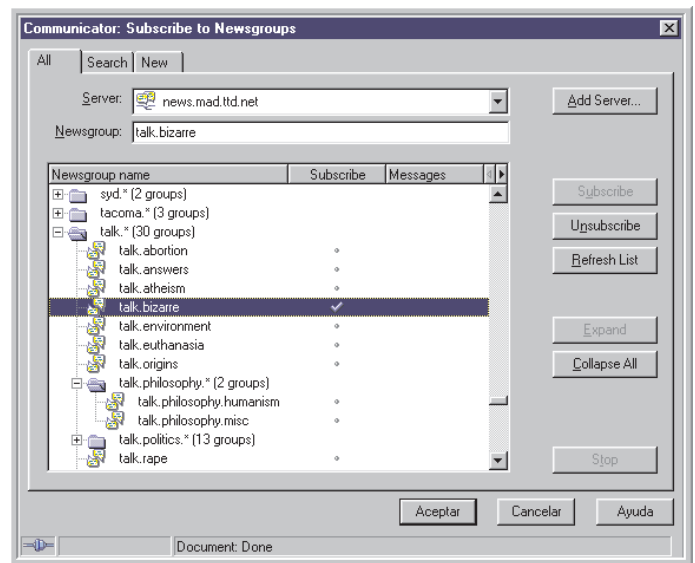 Communicator: Subscribe to Newsgroups
All Search New
Server: news.mad.ttd.net Add Server...
Newsgroup: talk.bizarre
Newsgroup name Subscribe Messages
syd.* (2 groups) Subscribe
tacoma.* (3 groups)
talk.* (30 groups) Unsubscribe
talk.abortion
talk.answers Refresh List
talk.atheism
talk.bizarre
talk.environment Expand
talk.euthanasia
talk.origins Collapse All
talk.philosophy.* (2 groups)
talk.philosophy.humanism
talk.philosophy.misc
talk.politics.* (13 groups)
talk.rape Stop
Aceptar Cancelar Ayuda
Document: Done